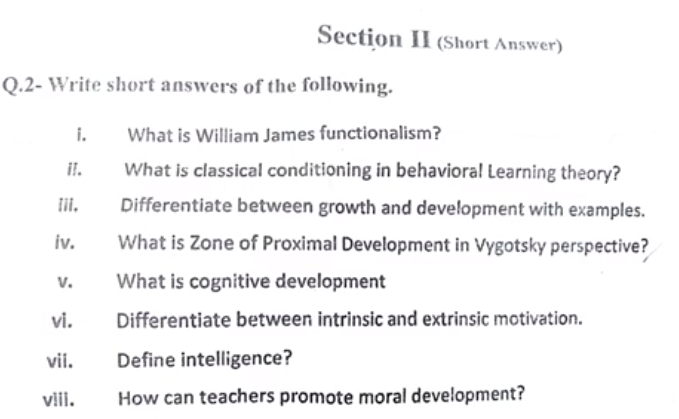 Section II (Short Answer)
Q.2- Write short answers of the following.
i. What is William James functionalism?
ii. What is classical conditioning in behavioral Learning theory?
iii. Differentiate between growth and development with examples.
iv. What is Zone of Proximal Development in Vygotsky perspective?
v. What is cognitive development
vi. Differentiate between intrinsic and extrinsic motivation.
vii. Define intelligence?
viii. How can teachers promote moral development?